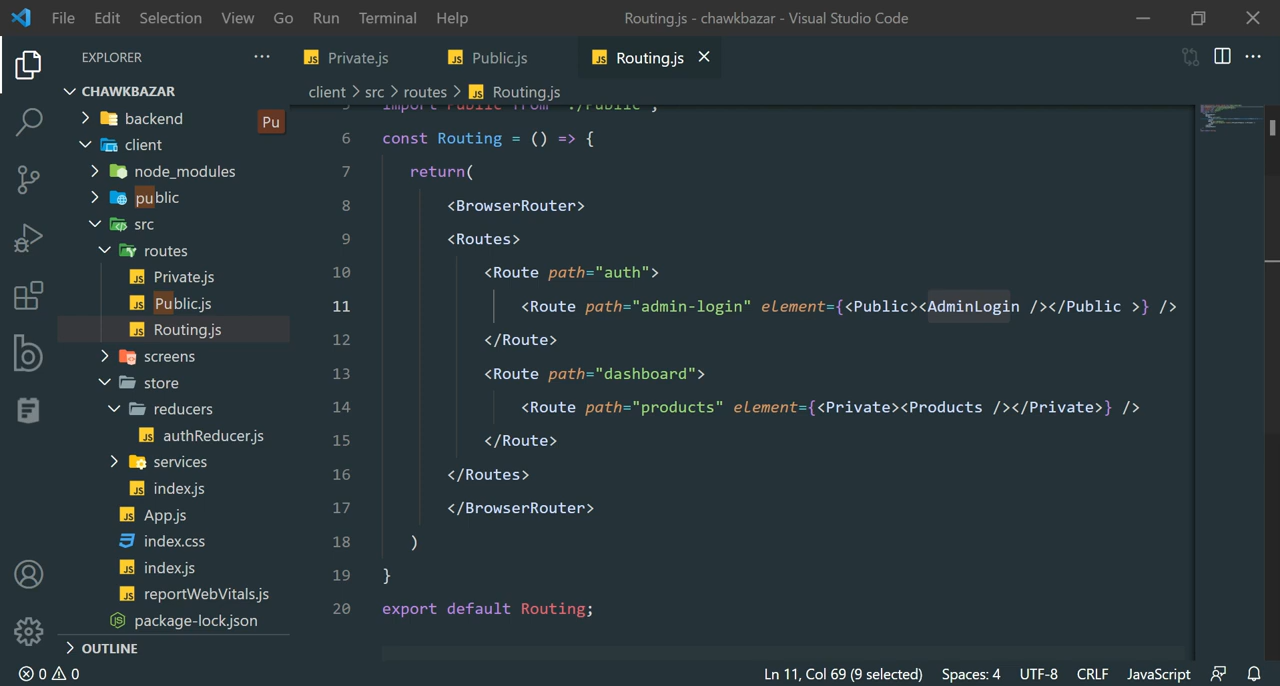 File Edit Selection View Go Run Terminal Help Routing.js - chawkbazar - Visual Studio Code
EXPLORER
Private.js Public.js Routing.js
CHAWKBAZAR
client src routes Routing.js
backend
Pu
client
node_modules
public
src
routes
Private.js
Public.js
Routing.js
screens
store
reducers
authReducer.js
services
index.js
App.js
index.css
index.js
reportWebVitals.js
package-lock.json
OUTLINE
5 import Public from "./Public";
6 const Routing = () => {
7 return(
8 <BrowserRouter>
9 <Routes>
10 <Route path="auth">
11 <Route path="admin-login" element={<Public><AdminLogin /></Public >} />
12 </Route>
13 <Route path="dashboard">
14 <Route path="products" element={<Private><Products /></Private>} />
15 </Route>
16 </Routes>
17 </BrowserRouter>
18 )
19 }
20 export default Routing;
0 0 Ln 11, Col 69 (9 selected) Spaces: 4 UTF-8 CRLF JavaScript